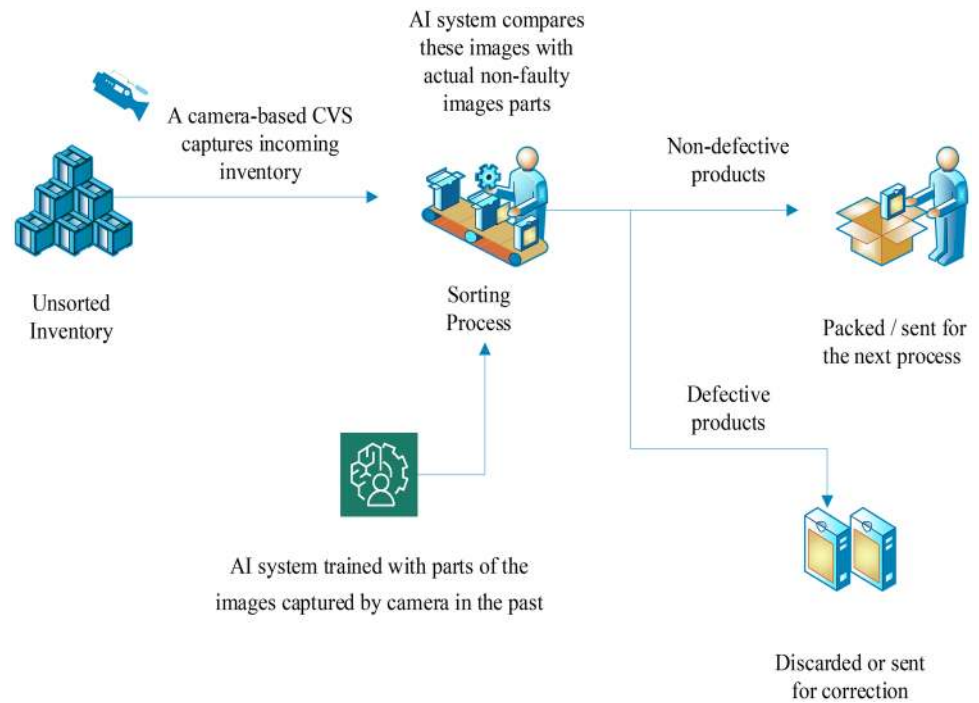 AI system compares
these images with
actual non-faulty
images parts
A camera-based CVS
captures incoming
inventory
Non-defective
products
Unsorted
Inventory
Sorting
Process
Packed / sent for
the next process
Defective
products
AI system trained with parts of the
images captured by camera in the past
Discarded or sent
for correction